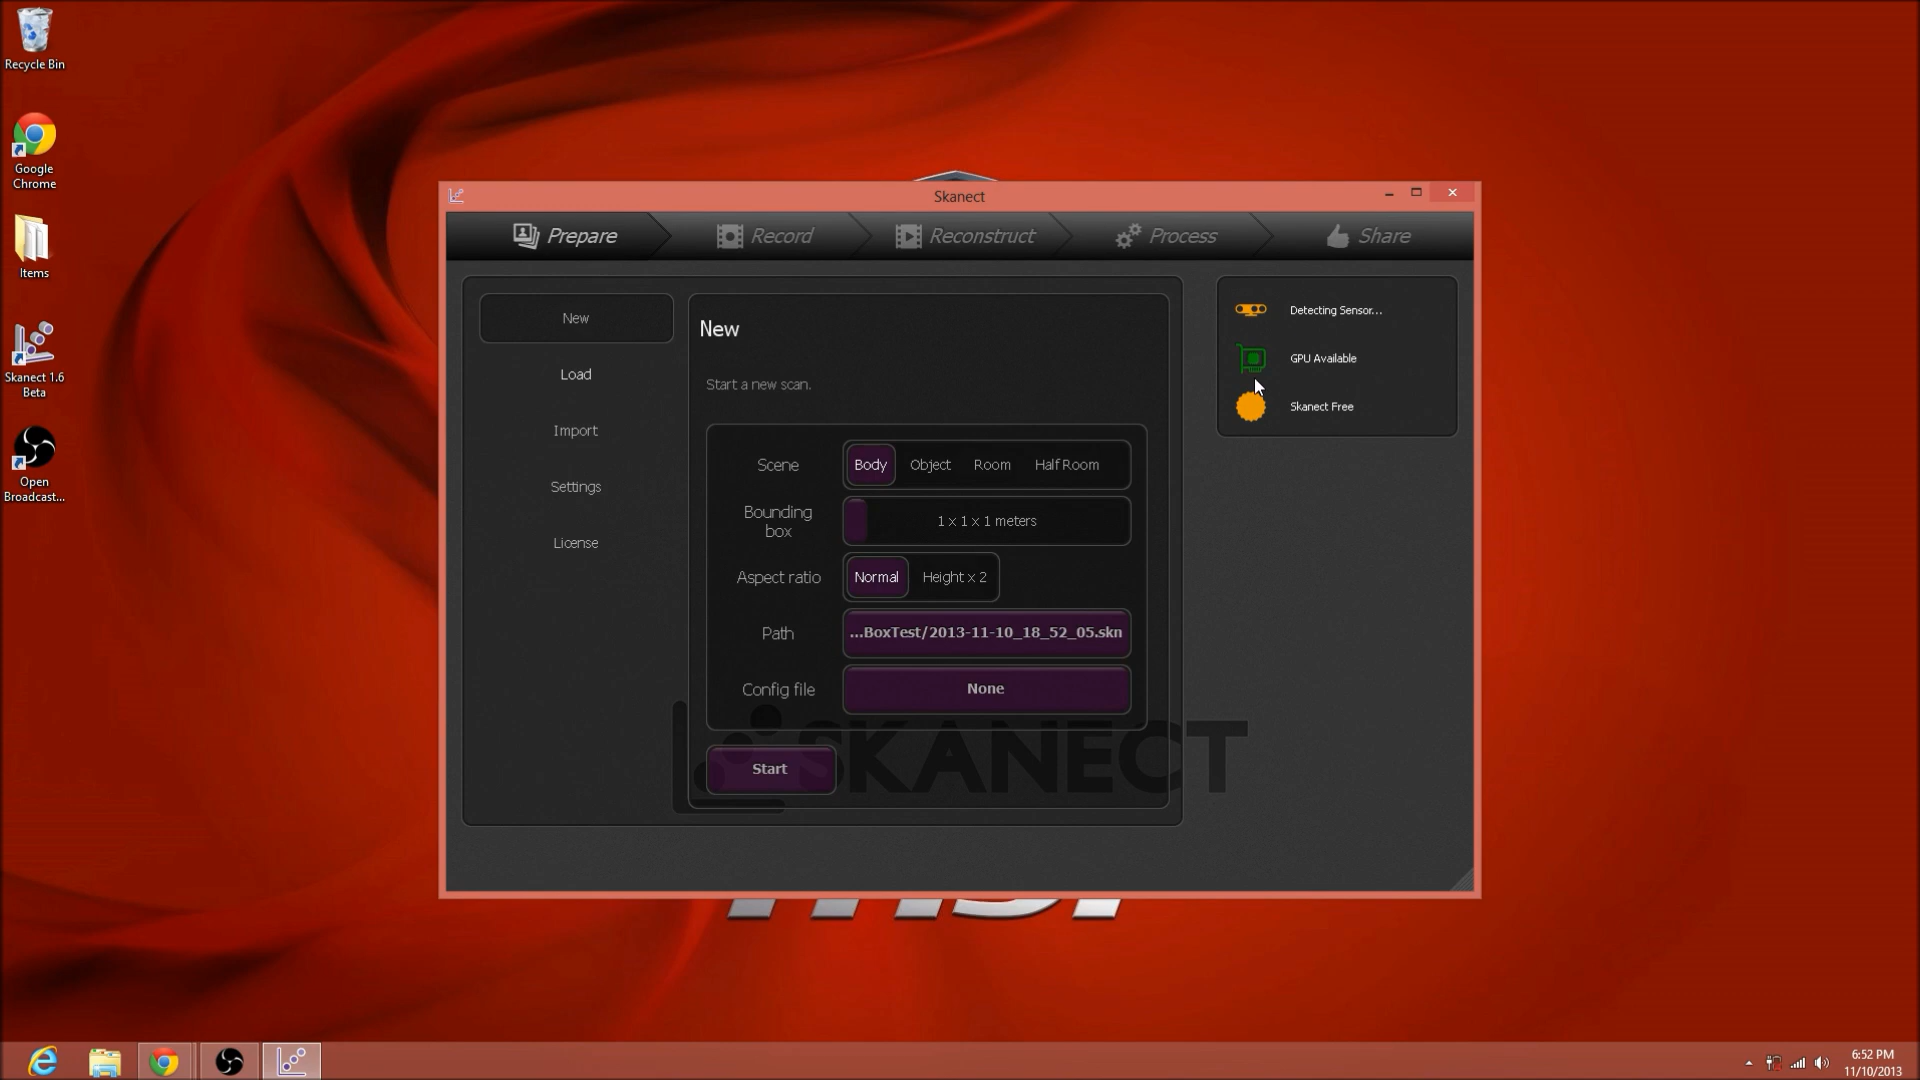 Recycle Bin
Google
Chrome
Items
Skanect 1.6
Beta
Open
Broadcast...
Skanect
Prepare
Record
Reconstruct
Process
Share
New
Load
Import
Settings
License
New
Start a new scan.
Scene
Body
Object
Room
Half Room
Bounding
box
1 x 1 x 1 meters
Aspect ratio
Normal
Height x 2
Path
...BoxTest/2013-11-10_18_52_05.skn
Config file
None
Start
SKANECT
Detecting Sensor...
GPU Available
Skanect Free
6:52 PM
11/10/2013